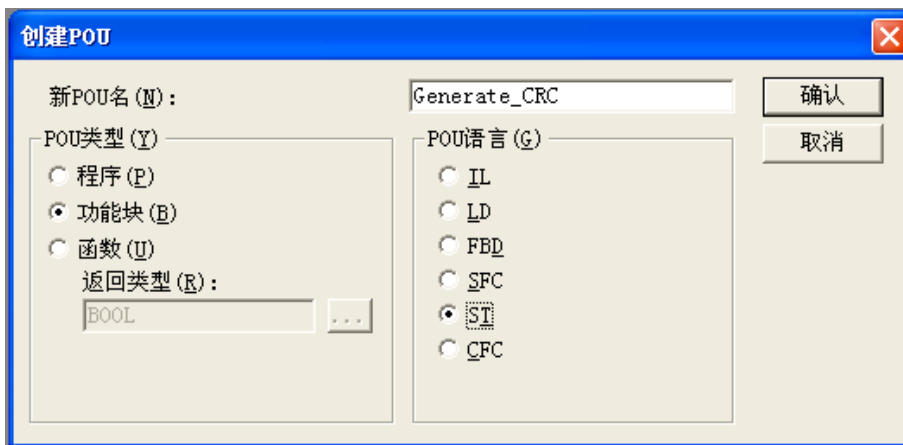 创建POU
新POU名(N): Generate_CRC 确认
取消
POU类型(Y)
程序(P)
功能块(B)
函数(U)
返回类型(R):
BOOL ...
POU语言(G)
IL
LD
FBD
SFC
ST
CFC